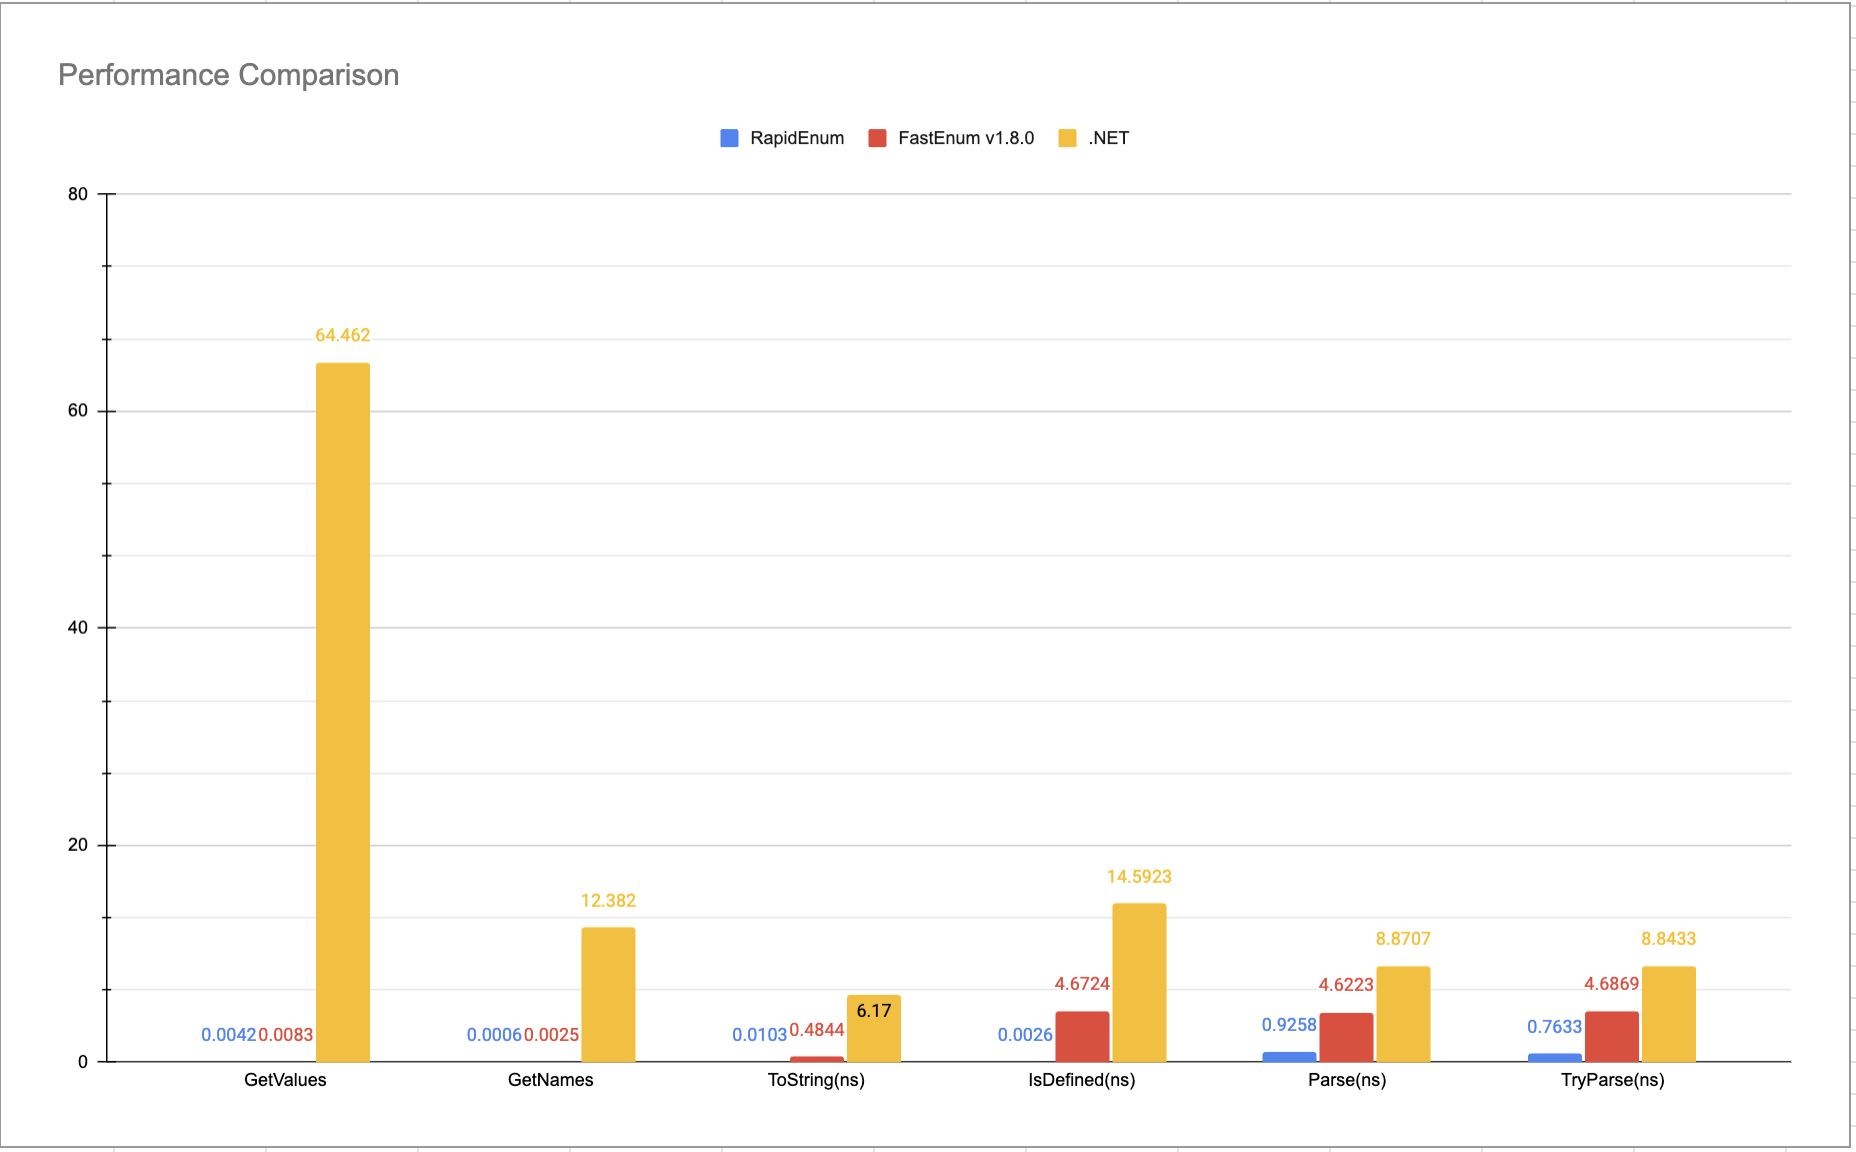 Performance Comparison
RapidEnum FastEnum v1.8.0 .NET
80
64.462
60
40
20
14.5923
12.382
8.8707 8.8433
4.6724 4.6223 4.6869
6.17
0.0042 0.0083 0.0006 0.0025 0.0103 0.4844 0.0026 0.9258 0.7633
0
GetValues GetNames ToString(ns) IsDefined(ns) Parse(ns) TryParse(ns)